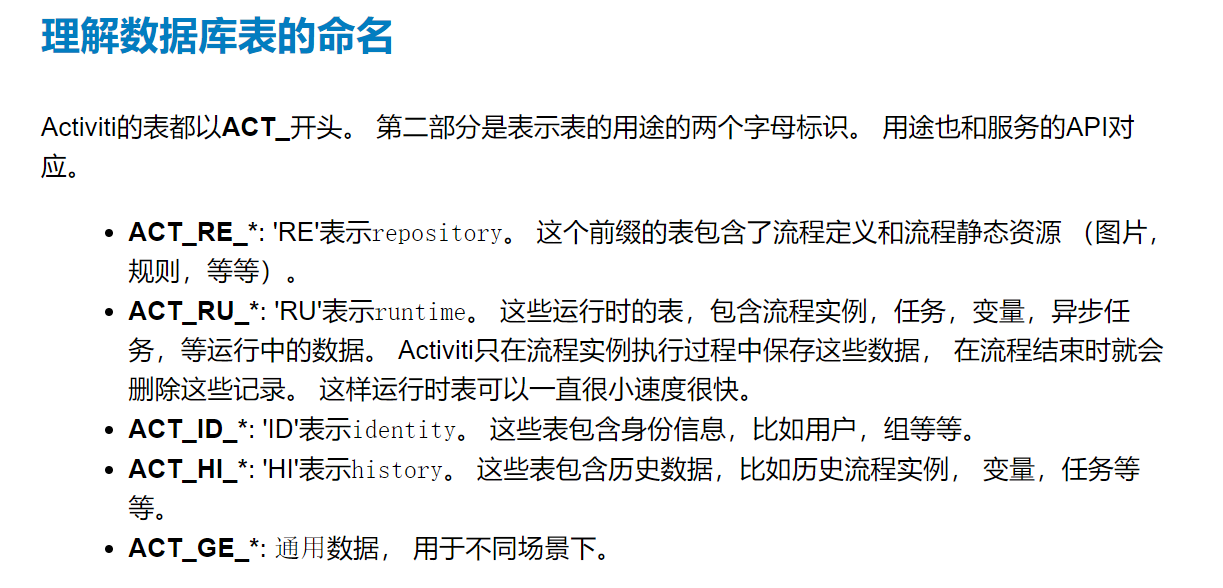 理解数据库表的命名
Activiti的表都以ACT_开头。 第二部分是表示表的用途的两个字母标识。 用途也和服务的API对
应。
• ACT_RE_*: 'RE'表示repository。 这个前缀的表包含了流程定义和流程静态资源 （图片，
规则，等等）。
• ACT_RU_*: 'RU'表示runtime。 这些运行时的表，包含流程实例，任务，变量，异步任
务，等运行中的数据。 Activiti只在流程实例执行过程中保存这些数据， 在流程结束时就会
删除这些记录。 这样运行时表可以一直很小速度很快。
• ACT_ID_*: 'ID'表示identity。 这些表包含身份信息，比如用户，组等等。
• ACT_HI_*: 'HI'表示history。 这些表包含历史数据，比如历史流程实例， 变量，任务等
等。
• ACT_GE_*: 通用数据， 用于不同场景下。